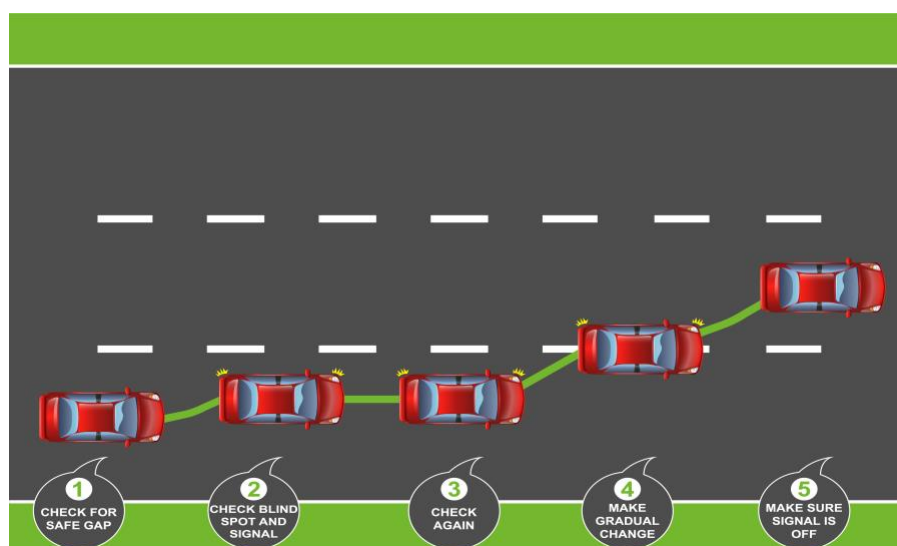 1
CHECK FOR
SAFE GAP
2
CHECK BLIND
SPOT AND
SIGNAL
3
CHECK
AGAIN
4
MAKE
GRADUAL
CHANGE
5
MAKE SURE
SIGNAL IS
OFF